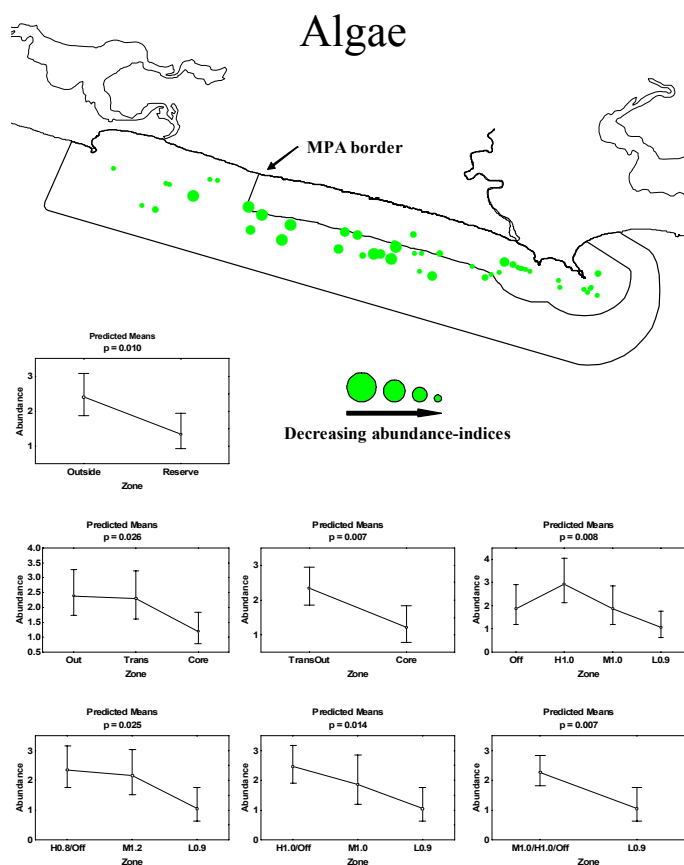 Algae
MPA border
Predicted Means
p = 0.010
3
2
1
Abundance
Outside Reserve
Zone
Decreasing abundance-indices
Predicted Means
p = 0.026
4.0
3.5
3.0
2.5
2.0
1.5
1.0
0.5
Abundance
Out Trans Core
Zone
Predicted Means
p = 0.007
3
2
1
Abundance
TransOut Core
Zone
Predicted Means
p = 0.008
4
3
2
1
0
Abundance
Off H1.0 M1.0 L0.9
Zone
Predicted Means
p = 0.025
3
2
1
0
Abundance
H0.8/Off M1.2 L0.9
Zone
Predicted Means
p = 0.014
3
2
1
0
Abundance
H1.0/Off M1.0 L0.9
Zone
Predicted Means
p = 0.007
3
2
1
0
Abundance
M1.0/H1.0/Off L0.9
Zone